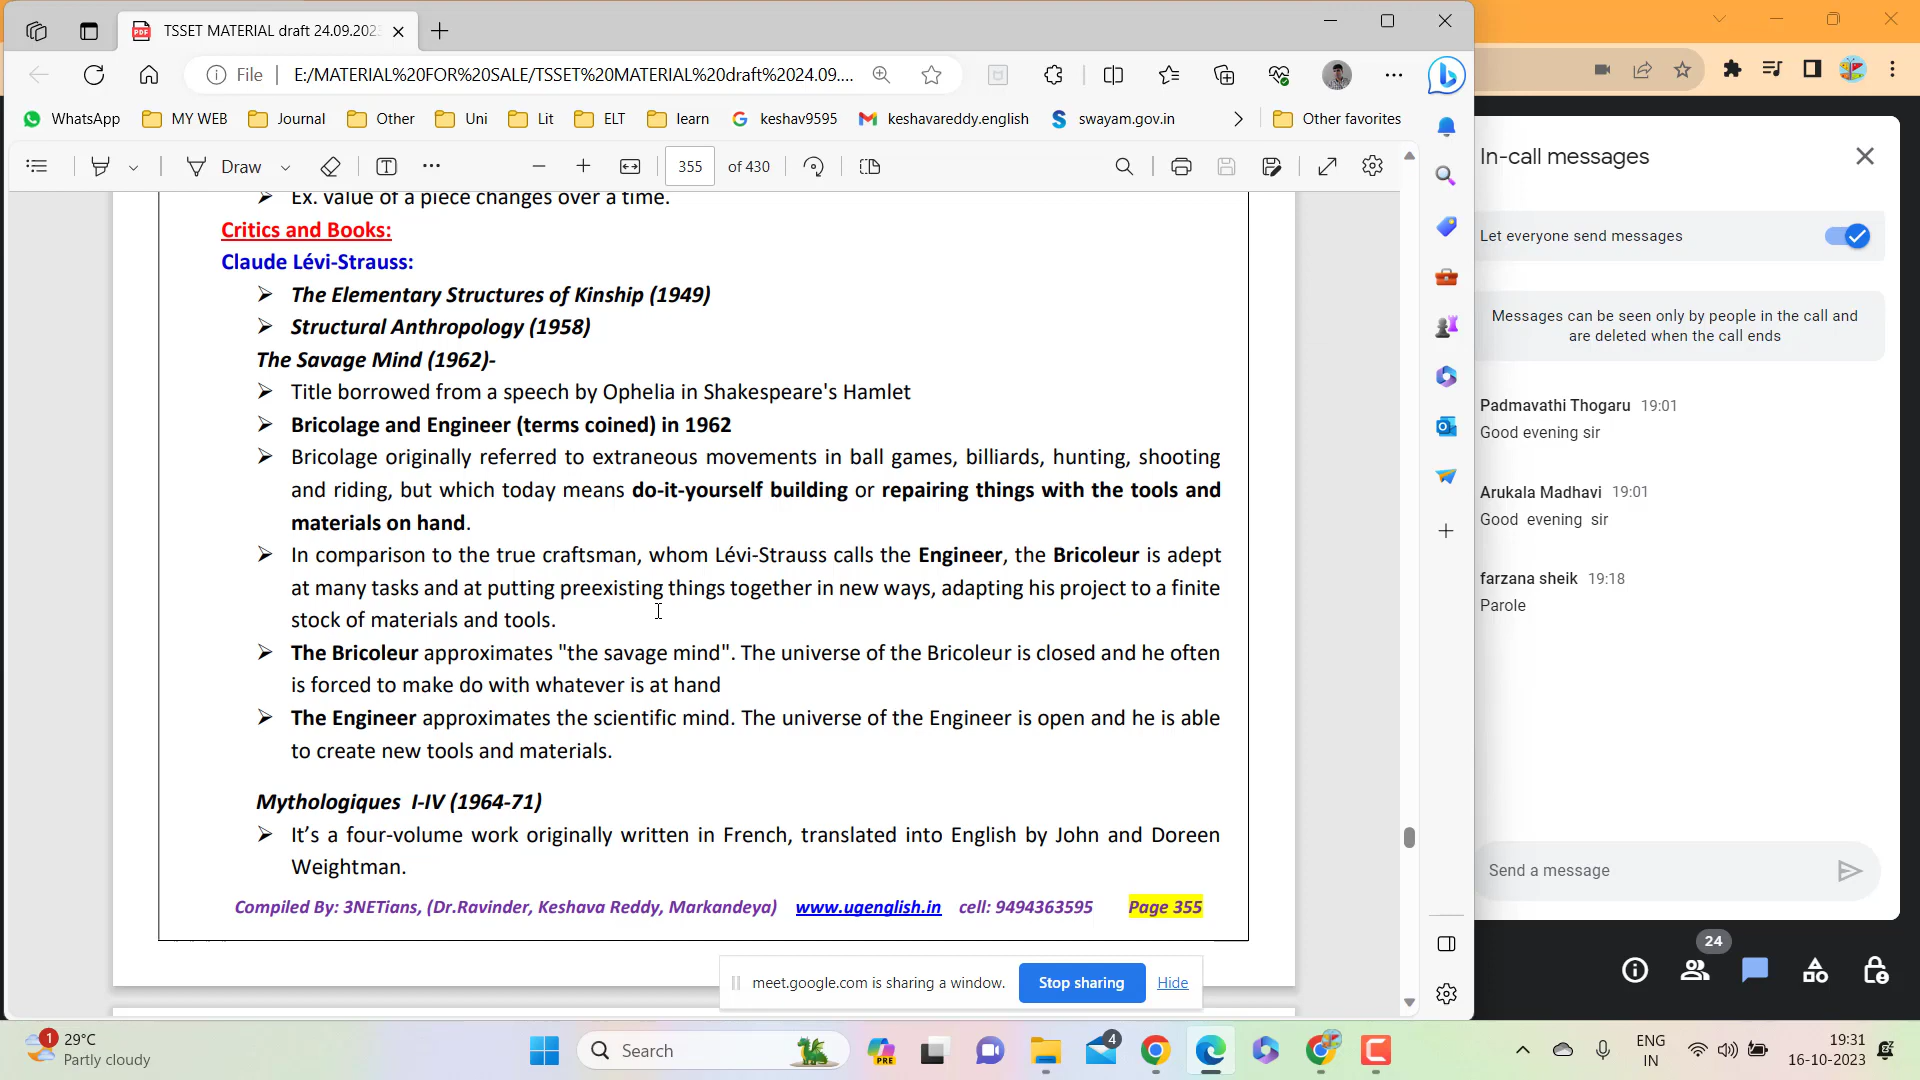 TSSET MATERIAL draft 24.09.202
File
E:/MATERIAL%20FOR%20SALE/TSSET%20MATERIAL%20draft%2024.09....
WhatsApp
MY WEB
Journal
Other
Uni
Lit
ELT
learn
keshav9595
keshavareddy.english
swayam.gov.in
Other favorites
Draw
355
of 430
➢ Ex. value of a piece changes over a time.
Critics and Books:
Claude Lévi-Strauss:
➢ The Elementary Structures of Kinship (1949)
➢ Structural Anthropology (1958)
The Savage Mind (1962)-
➢ Title borrowed from a speech by Ophelia in Shakespeare's Hamlet
➢ Bricolage and Engineer (terms coined) in 1962
➢ Bricolage originally referred to extraneous movements in ball games, billiards, hunting, shooting
and riding, but which today means do-it-yourself building or repairing things with the tools and
materials on hand.
➢ In comparison to the true craftsman, whom Lévi-Strauss calls the Engineer, the Bricoleur is adept
at many tasks and at putting preexisting things together in new ways, adapting his project to a finite
stock of materials and tools.
➢ The Bricoleur approximates "the savage mind". The universe of the Bricoleur is closed and he often
is forced to make do with whatever is at hand
➢ The Engineer approximates the scientific mind. The universe of the Engineer is open and he is able
to create new tools and materials.
Mythologiques I-IV (1964-71)
➢ It’s a four-volume work originally written in French, translated into English by John and Doreen
Weightman.
Compiled By: 3NETians, (Dr.Ravinder, Keshava Reddy, Markandeya) www.ugenglish.in cell: 9494363595 Page 355
meet.google.com is sharing a window.
Stop sharing
Hide
In-call messages
Let everyone send messages
Messages can be seen only by people in the call and
are deleted when the call ends
Padmavathi Thogaru 19:01
Good evening sir
Arukala Madhavi 19:01
Good evening sir
farzana sheik 19:18
Parole
Send a message
24
1
29°C
Partly cloudy
Search
PRE
4
ENG
IN
19:31
16-10-2023